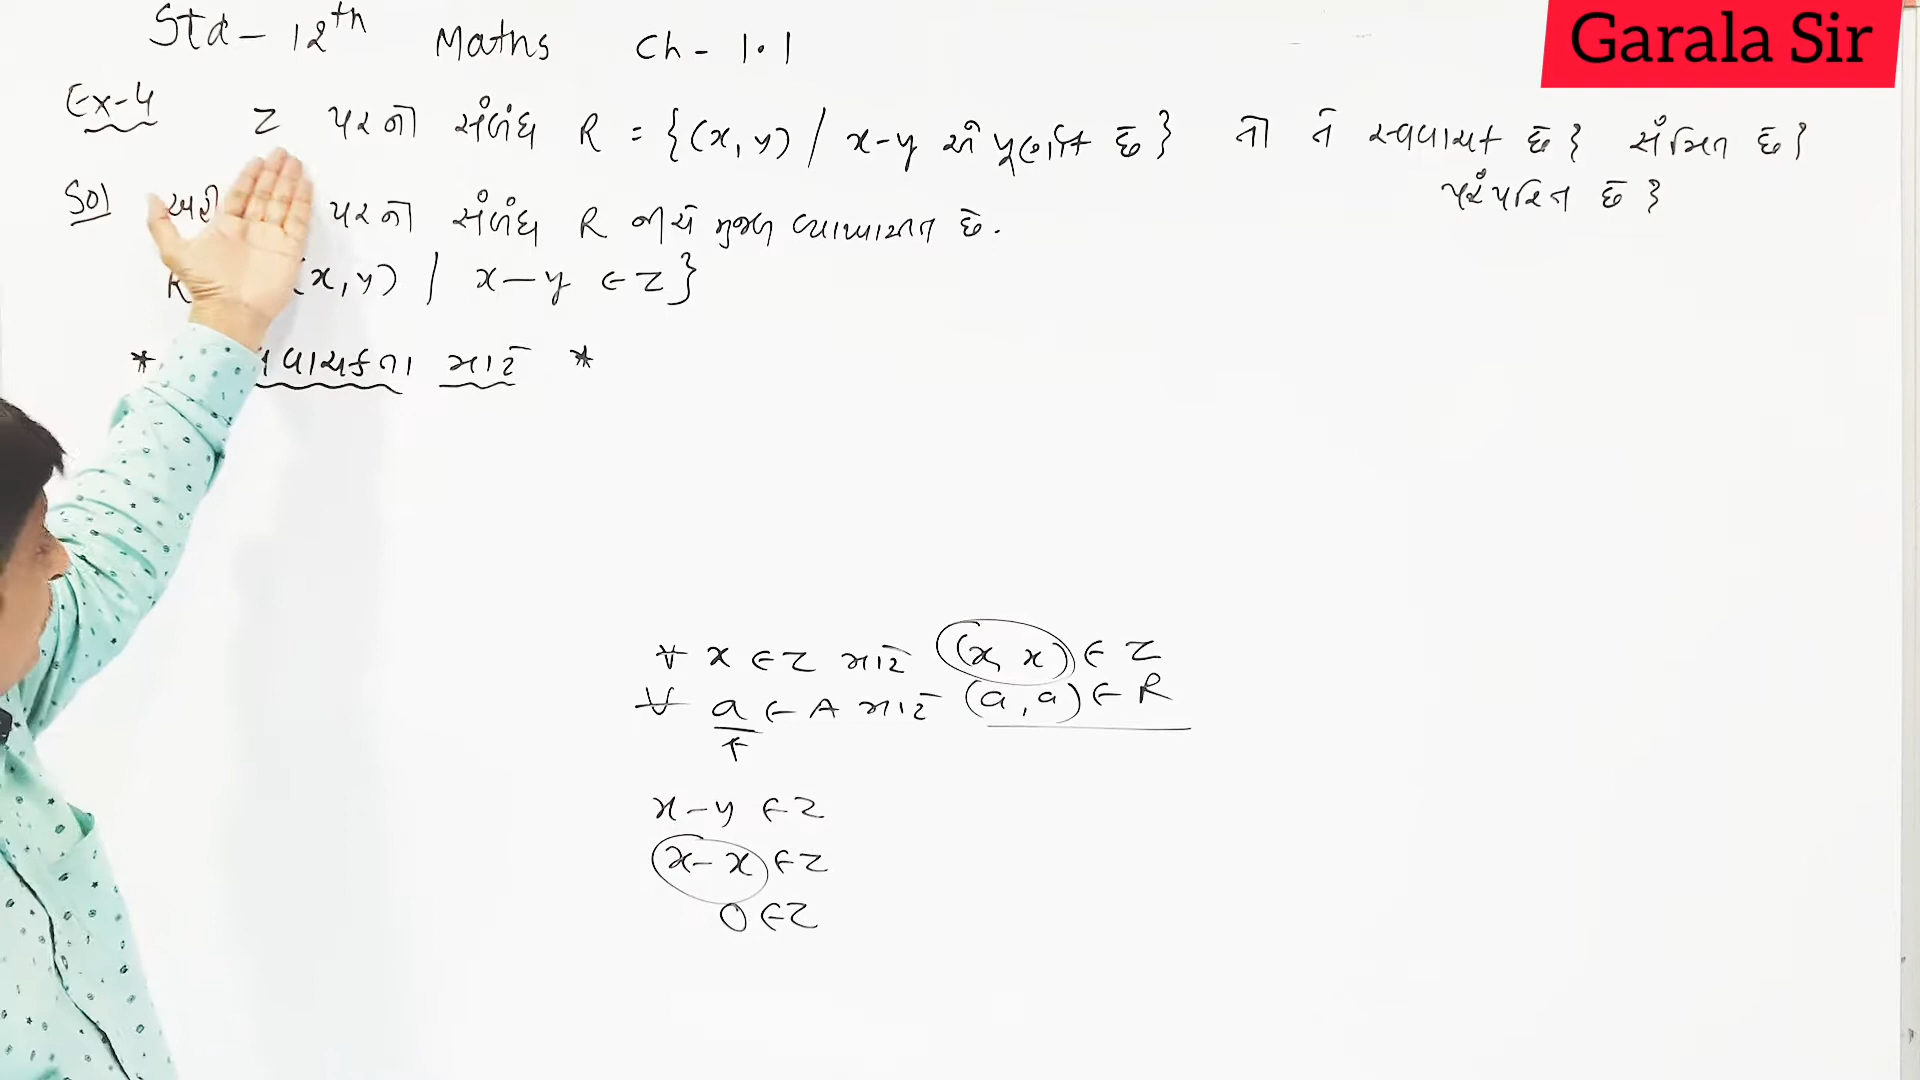 Garala Sir
Std - 12th Maths Ch - 1.1
Ex-4 Z પરનો સંબંધ R = {(x, y) / x-y એ પૂર્ણાંક છે} તો તે સ્વવાચક છે? સંમિત છે?
પરંપરિત છે?
Sol પરનો સંબંધ R નીચે મુજબ વ્યાખ્યાયિત છે.
R (x, y) / x-y ∈ Z}
* વાચકતા માટે *
∀ x ∈ Z માટે (x, x) ∈ Z
∀ a ∈ A માટે (a, a) ∈ R
x-y ∈ Z
x-x ∈ Z
0 ∈ Z